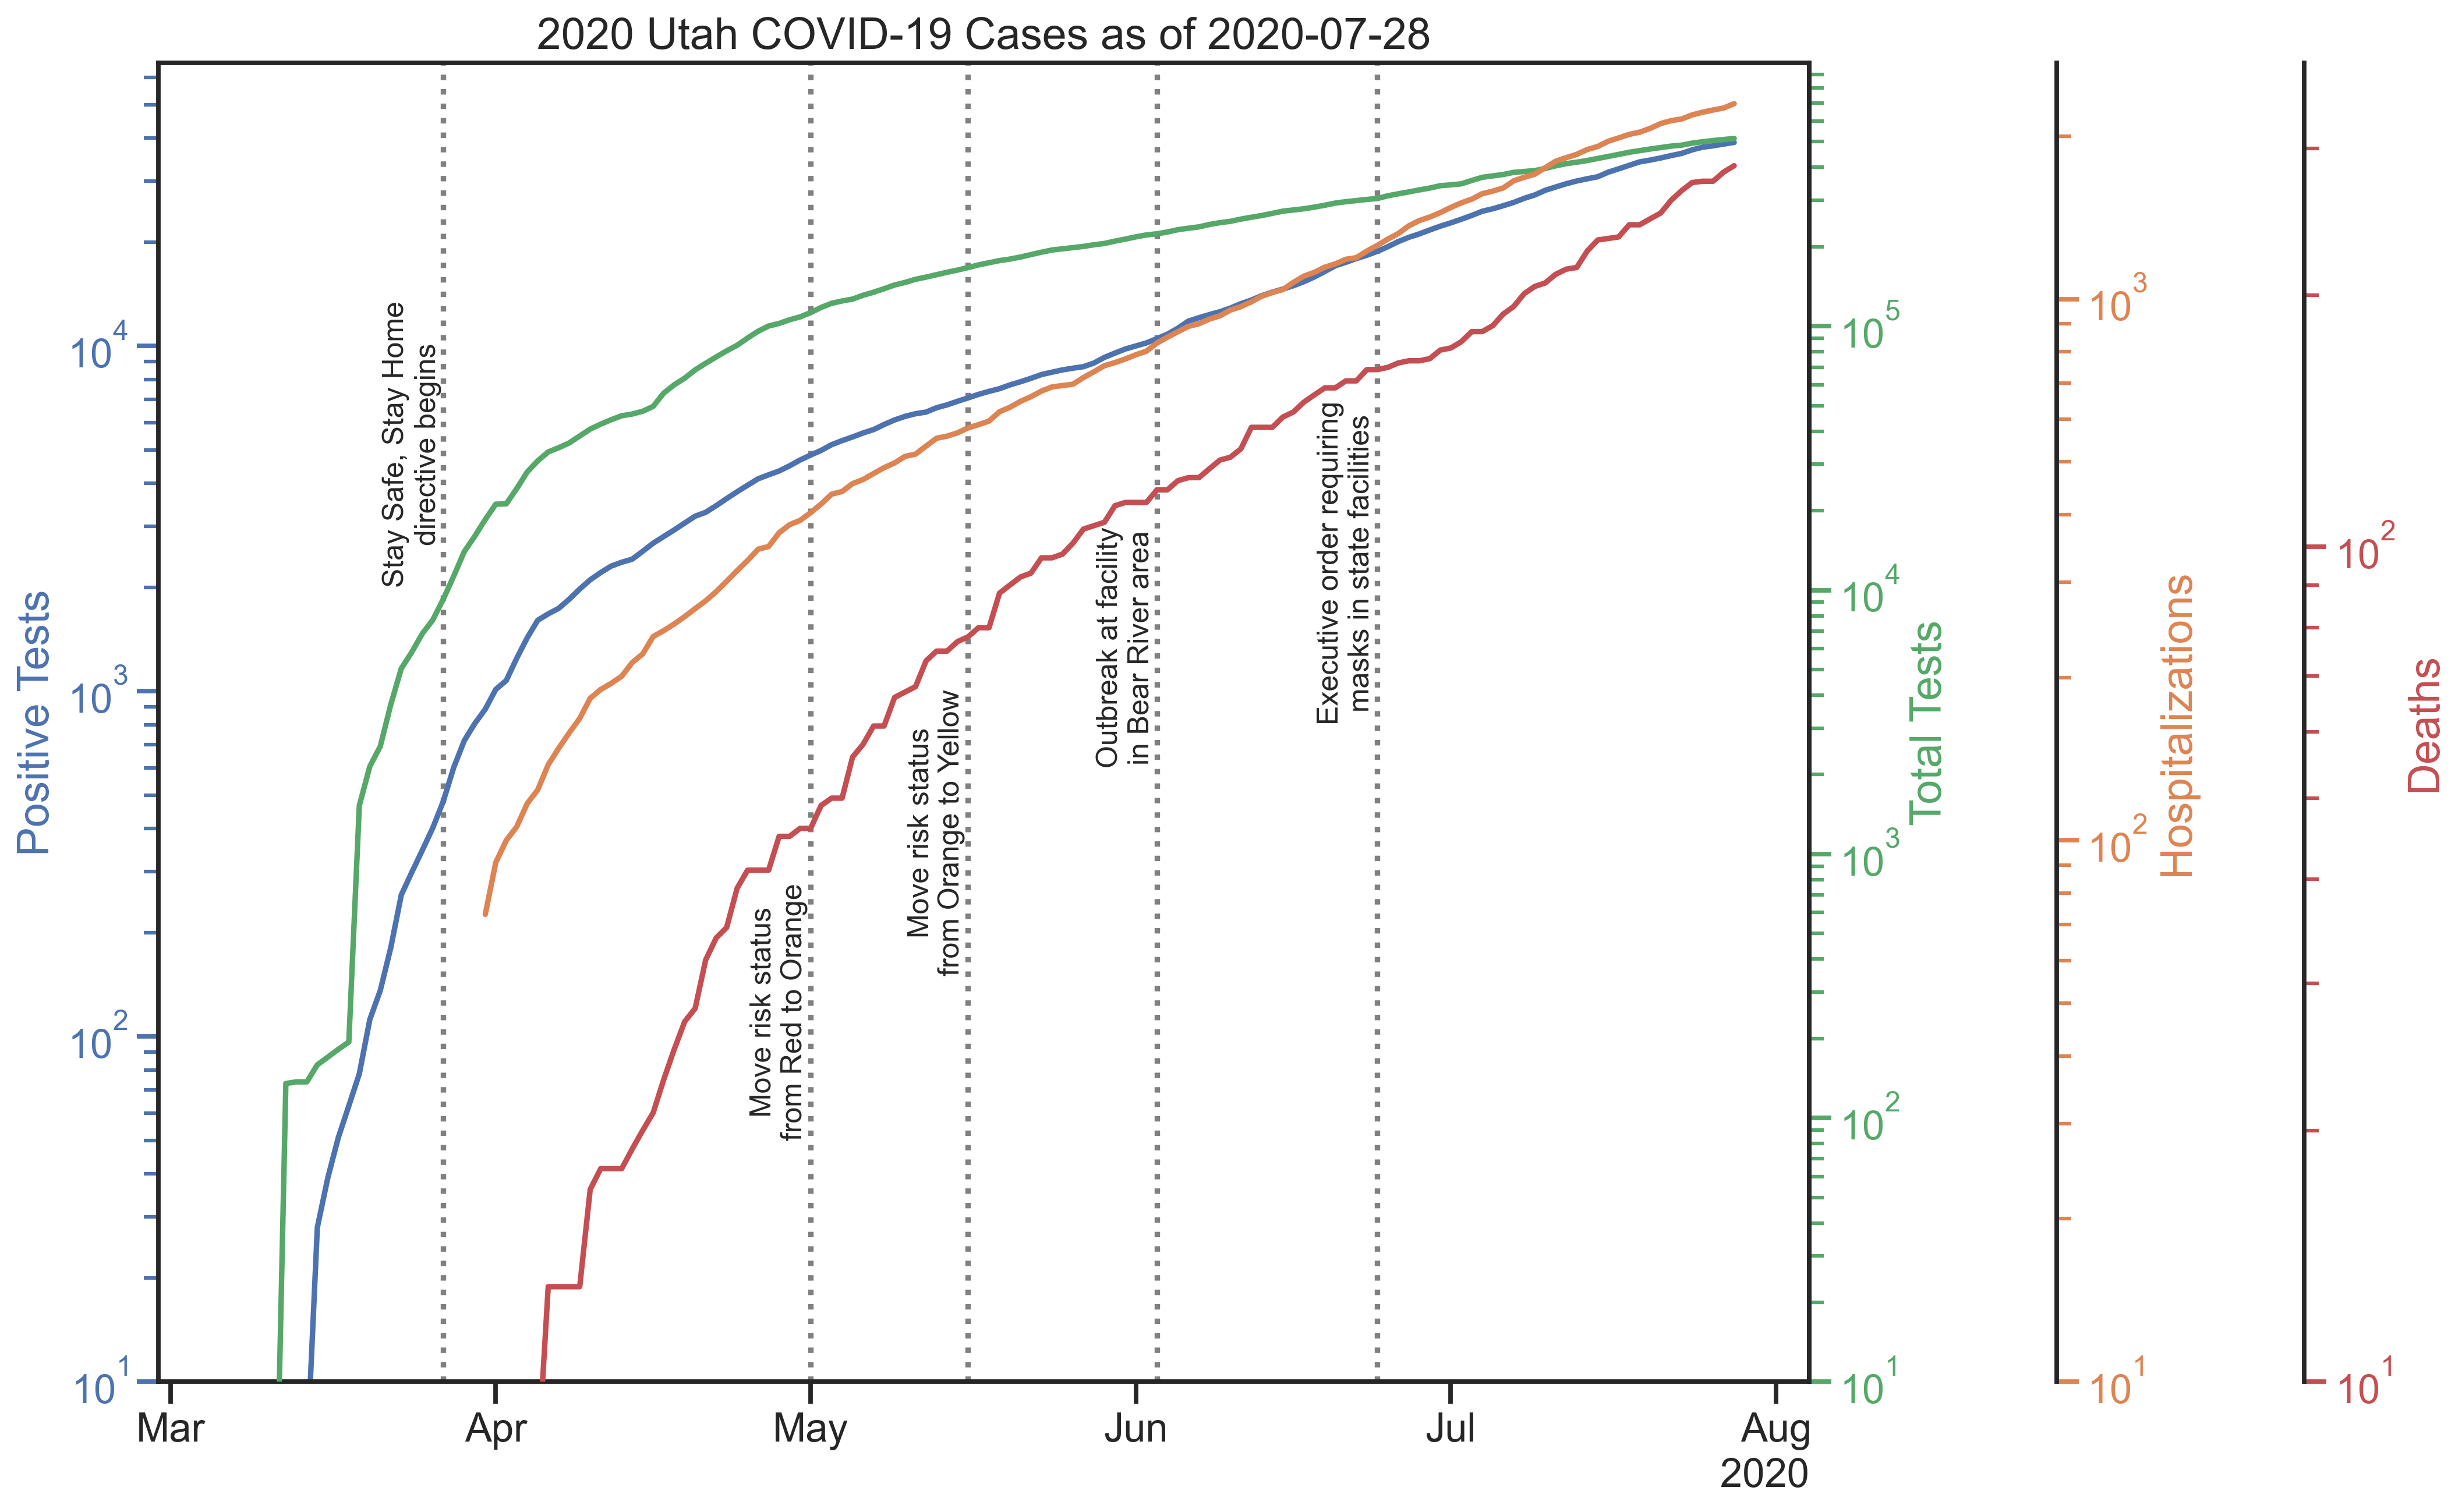 2020 Utah COVID-19 Cases as of 2020-07-28
Positive Tests
10^4
10^3
10^2
10^1
Stay Safe, Stay Home
directive begins
Move risk status
from Red to Orange
Move risk status
from Orange to Yellow
Outbreak at facility
in Bear River area
Executive order requiring
masks in state facilities
Mar
Apr
May
Jun
Jul
Aug
2020
10^5
10^4
10^3
10^2
10^1
Total Tests
10^3
10^2
10^1
Hospitalizations
10^2
10^1
Deaths